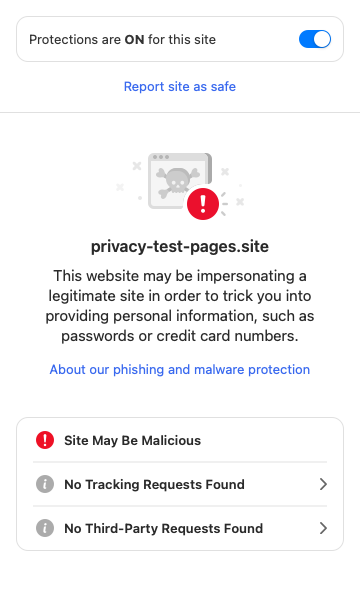 Protections are ON for this site
Report site as safe
privacy-test-pages.site
This website may be impersonating a
legitimate site in order to trick you into
providing personal information, such as
passwords or credit card numbers.
About our phishing and malware protection
Site May Be Malicious
No Tracking Requests Found
No Third-Party Requests Found